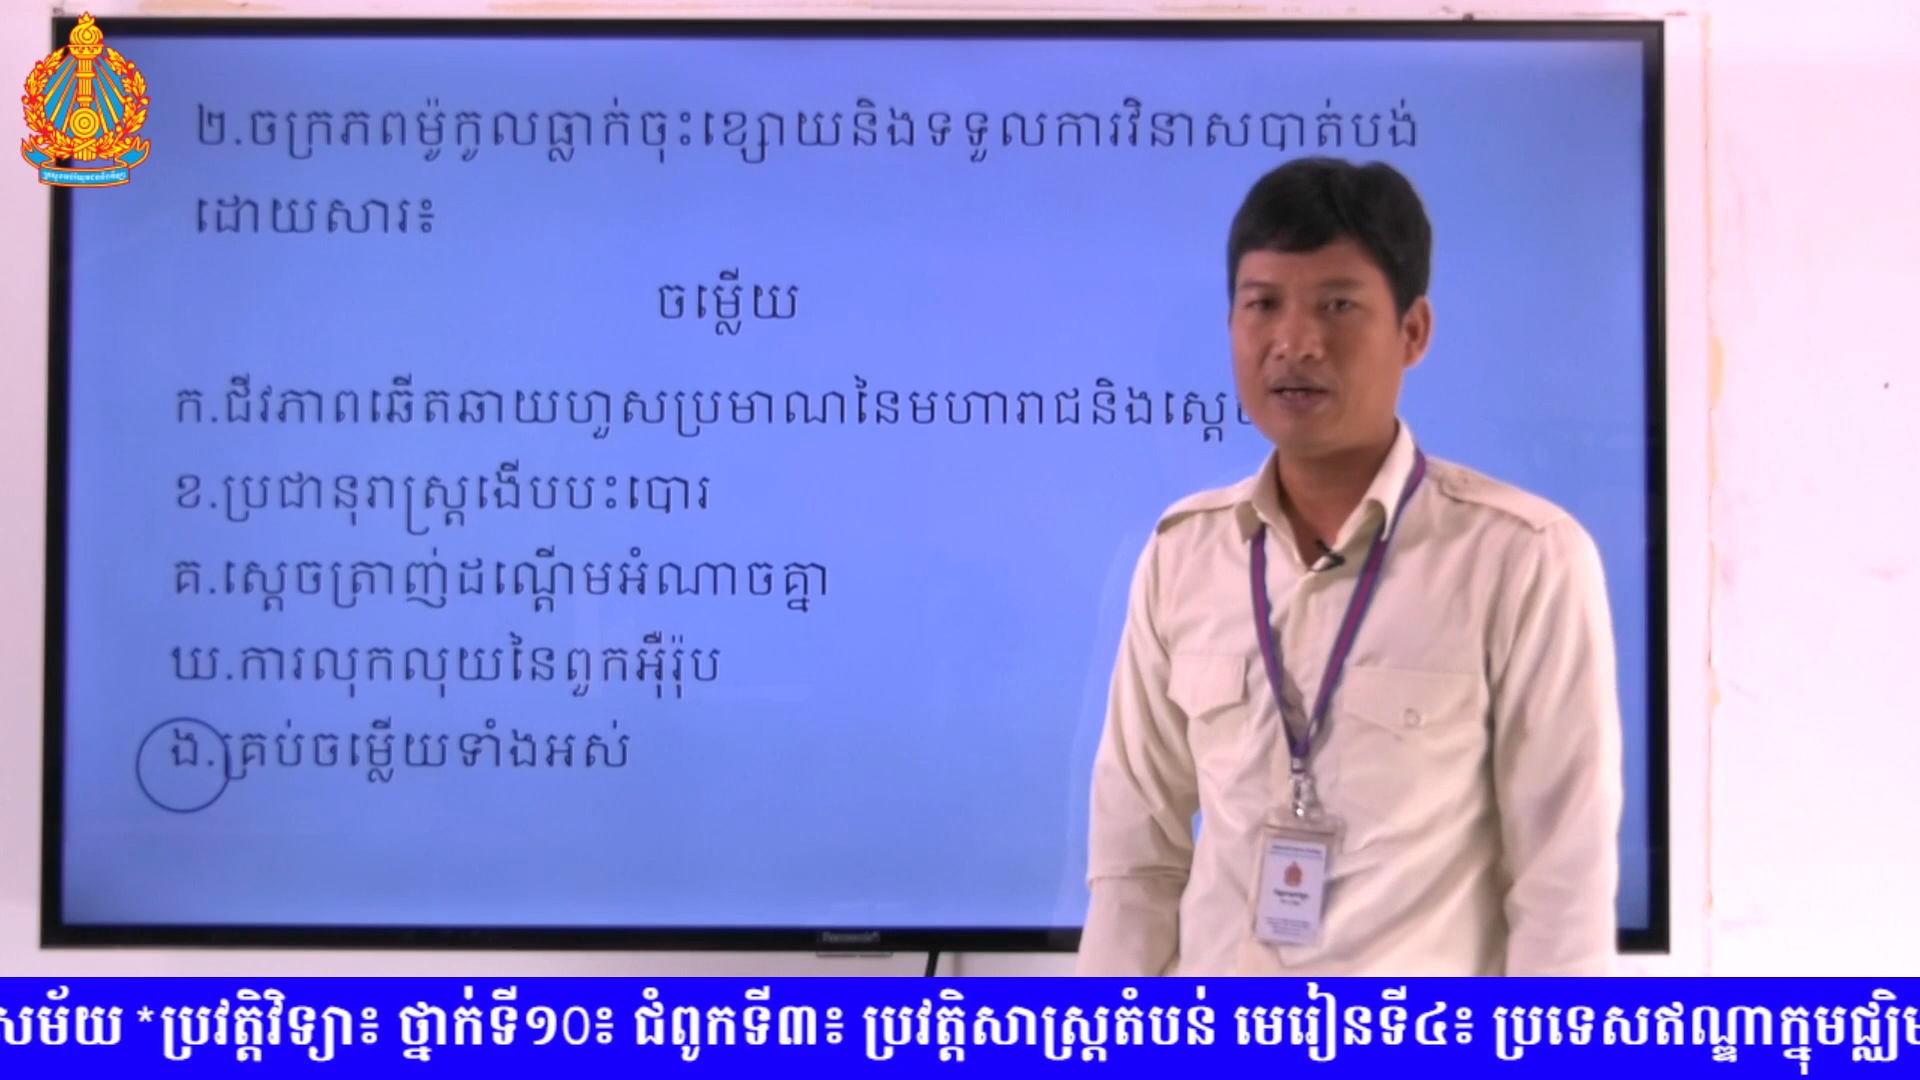 ២.ចក្រភពម៉ូកូលធ្លាក់ចុះខ្សោយនិងទទួលការវិនាសបាត់បង់
ដោយសារ៖
ចម្លើយ
ក.ជីវភាពឆើតឆាយហួសប្រមាណនៃមហារាជនិងស្តេច
ខ.ប្រជានុរាស្ត្រងើបបះបោរ
គ.ស្តេចត្រាញ់ដណ្តើមអំណាចគ្នា
ឃ.ការលុកលុយនៃពួកអ៊ឺរ៉ុប
ង.គ្រប់ចម្លើយទាំងអស់
សម័យ *ប្រវត្តិវិទ្យា៖ ថ្នាក់ទី១0៖ ជំពូកទី៣៖ ប្រវត្តិសាស្ត្រតំបន់ មេរៀនទី៤៖ ប្រទេសឥណ្ឌាក្នុមជ្ឈិម